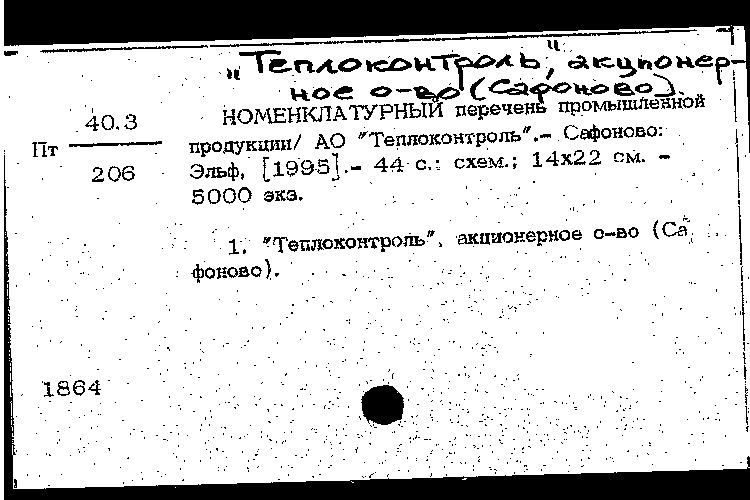 "Теплоконтроль", акционер-
ное о-во (Сафоново).
Пт 40.3
206
НОМЕНКЛАТУРНЫЙ перечень промышленной
продукции/ АО "Теплоконтроль".- Сафоново:
Эльф, [1995].- 44 с.: схем.; 14х22 см. -
5000 экз.
1. "Теплоконтроль", акционерное о-во (Са
фоново).
1864